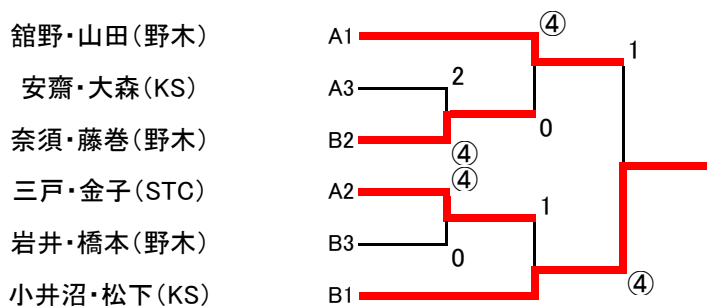 舘野・山田(野木) A1 ④ 1
安齋・大森(KS) A3 2
奈須・藤巻(野木) B2 ④ 0
三戸・金子(STC) A2 ④ 1
岩井・橋本(野木) B3 0
小井沼・松下(KS) B1 ④